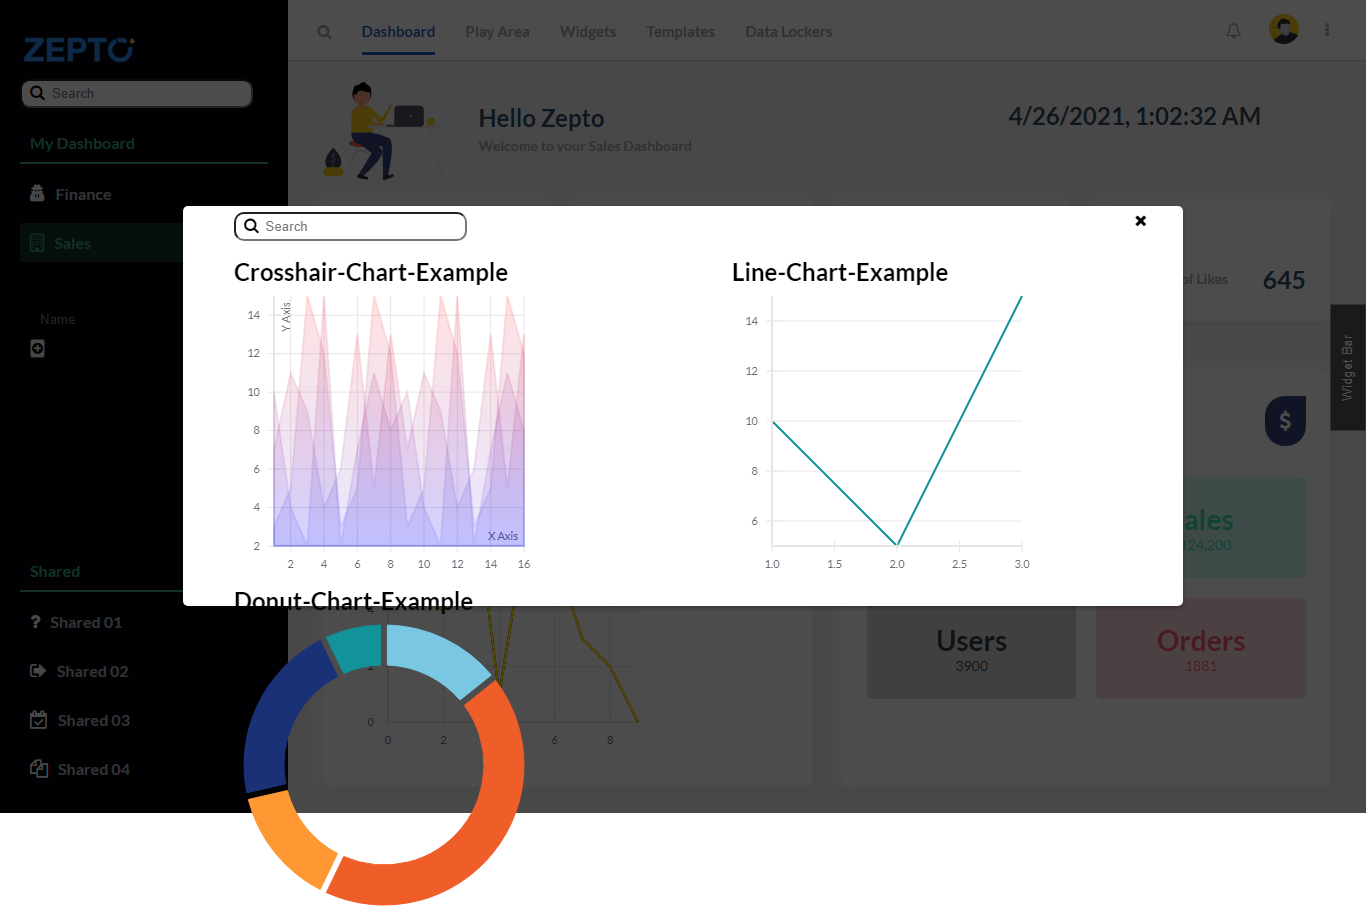 ZEPTO
Search
My Dashboard
Finance
Sales
Name
Shared
? Shared 01
Shared 02
Shared 03
Shared 04
Dashboard Play Area Widgets Templates Data Lockers
Hello Zepto
Welcome to your Sales Dashboard
4/26/2021, 1:02:32 AM
Search
Crosshair-Chart-Example
14
12
10
8
6
4
2
Y Axis
X Axis
2 4 6 8 10 12 14 16
Line-Chart-Example
14
12
10
8
6
1.0 1.5 2.0 2.5 3.0
Donut-Chart-Example
of Likes 645
Widget Bar
$
ales
124,200
Users
3900
Orders
1881
2
0
0 2 6 8